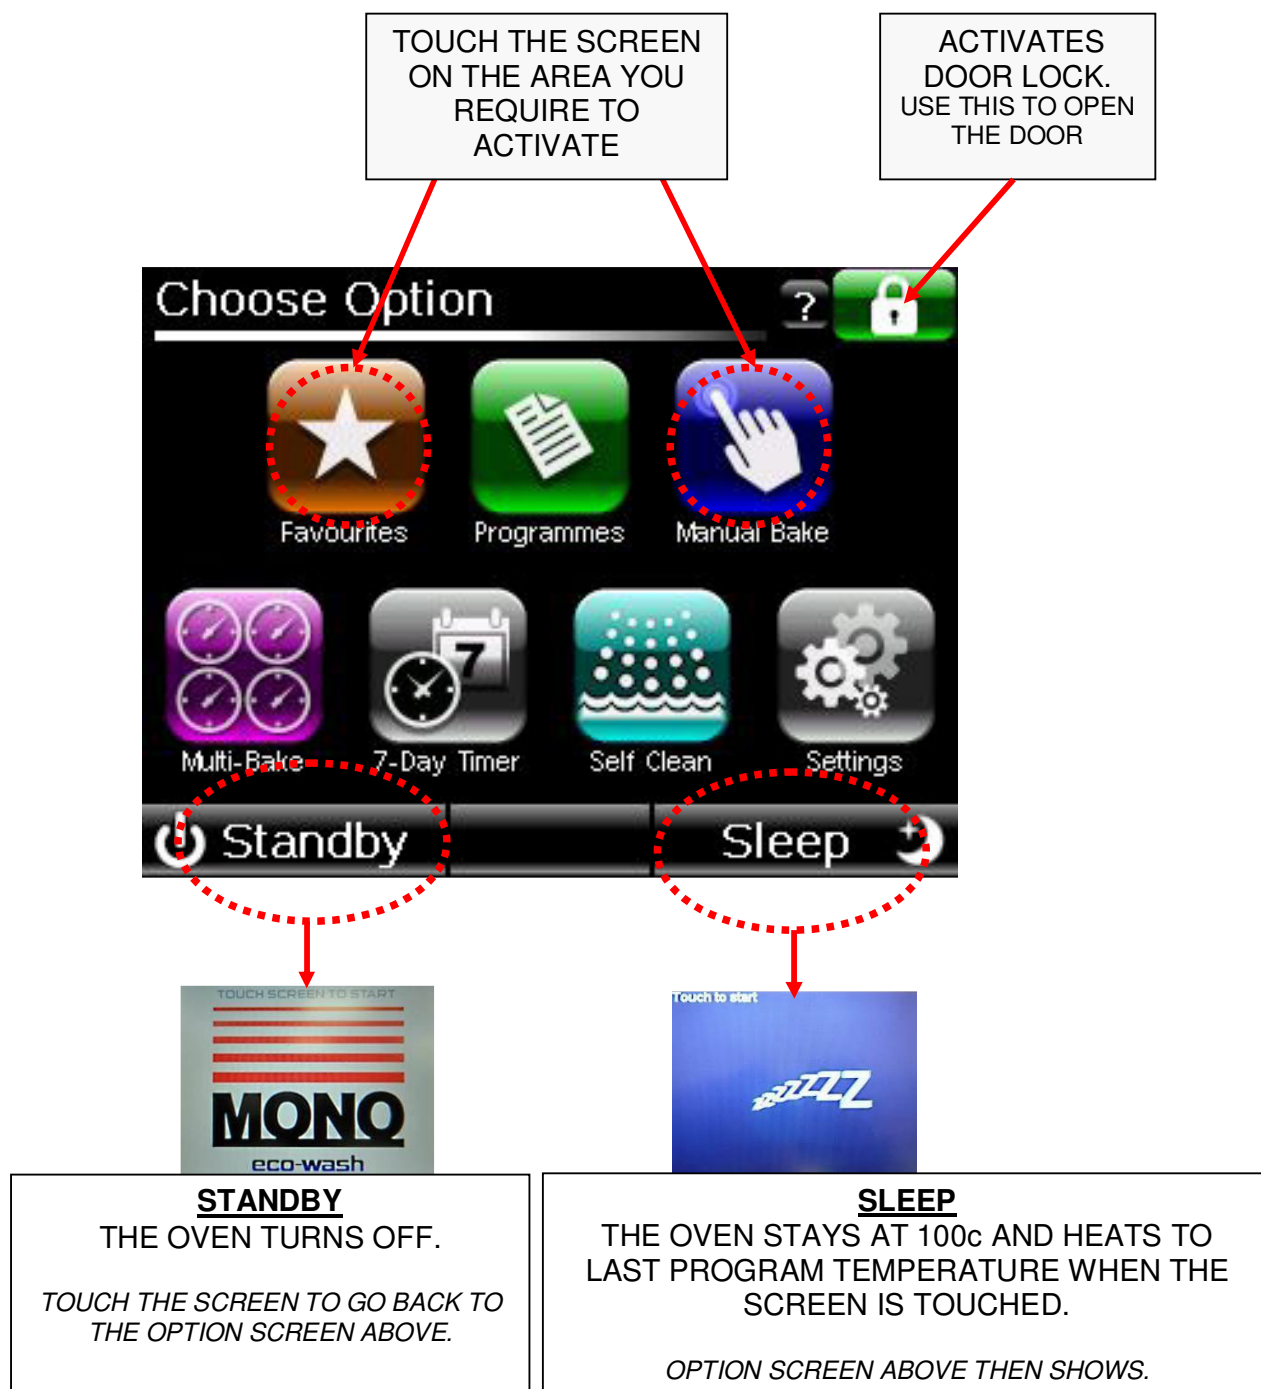 TOUCH THE SCREEN
ON THE AREA YOU
REQUIRE TO
ACTIVATE
ACTIVATES
DOOR LOCK.
USE THIS TO OPEN
THE DOOR
Choose Option
?
Favourites
Programmes
Manual Bake
7
Multi-Bake
7-Day Timer
Self Clean
Settings
Standby
Sleep
TOUCH SCREEN TO START
MONO
eco-wash
Touch to start
zzzzZZZ
STANDBY
THE OVEN TURNS OFF.
TOUCH THE SCREEN TO GO BACK TO
THE OPTION SCREEN ABOVE.
SLEEP
THE OVEN STAYS AT 100c AND HEATS TO
LAST PROGRAM TEMPERATURE WHEN THE
SCREEN IS TOUCHED.
OPTION SCREEN ABOVE THEN SHOWS.